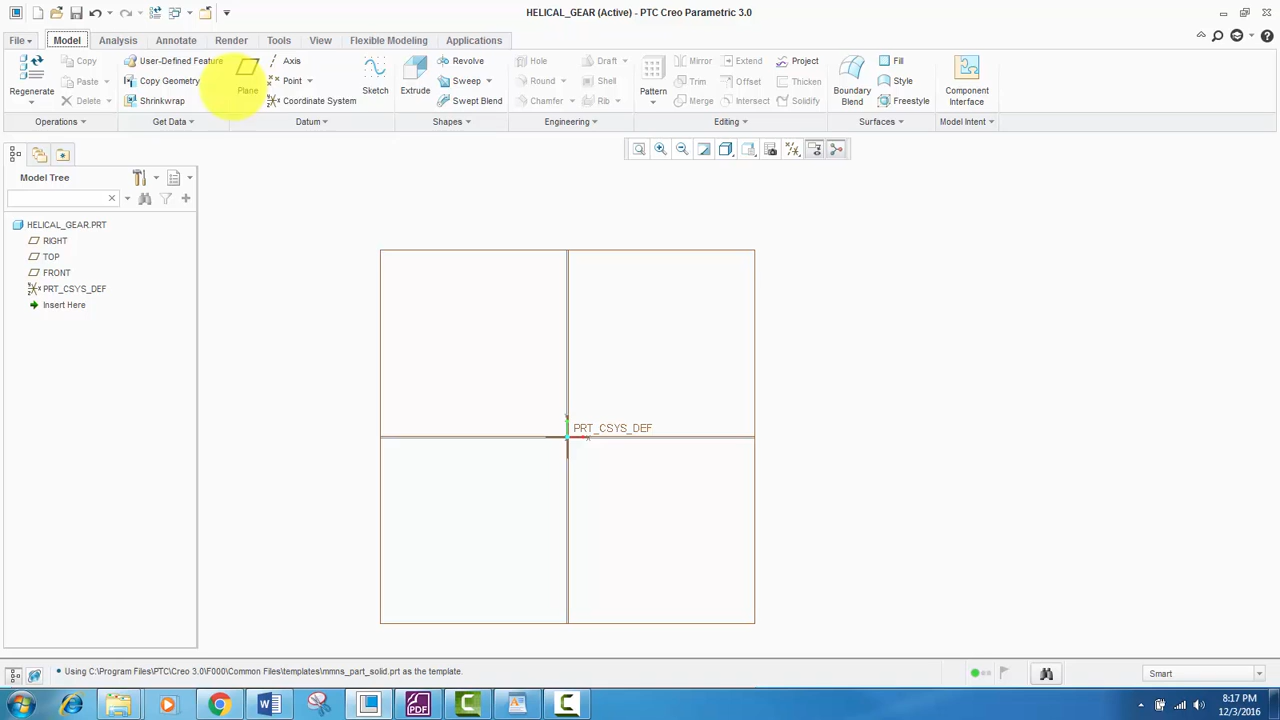 HELICAL_GEAR (Active) - PTC Creo Parametric 3.0
File Model Analysis Annotate Render Tools View Flexible Modeling Applications
Regenerate Copy Paste Delete
User-Defined Feature Copy Geometry Shrinkwrap
Plane Axis Point Coordinate System Sketch
Extrude Revolve Sweep Swept Blend
Hole Round Chamfer Draft Shell Rib
Pattern Mirror Trim Merge Extend Offset Intersect Project Thicken Solidify
Boundary Blend Fill Style Freestyle
Component Interface
Operations Get Data Datum Shapes Engineering Editing Surfaces Model Intent
Model Tree
HELICAL_GEAR.PRT
RIGHT
TOP
FRONT
PRT_CSYS_DEF
Insert Here
Y
PRT_CSYS_DEF
X
Using C:\Program Files\PTC\Creo 3.0\F000\Common Files\templates\mmns_part_solid.prt as the template.
Smart
PDF
8:17 PM
12/3/2016